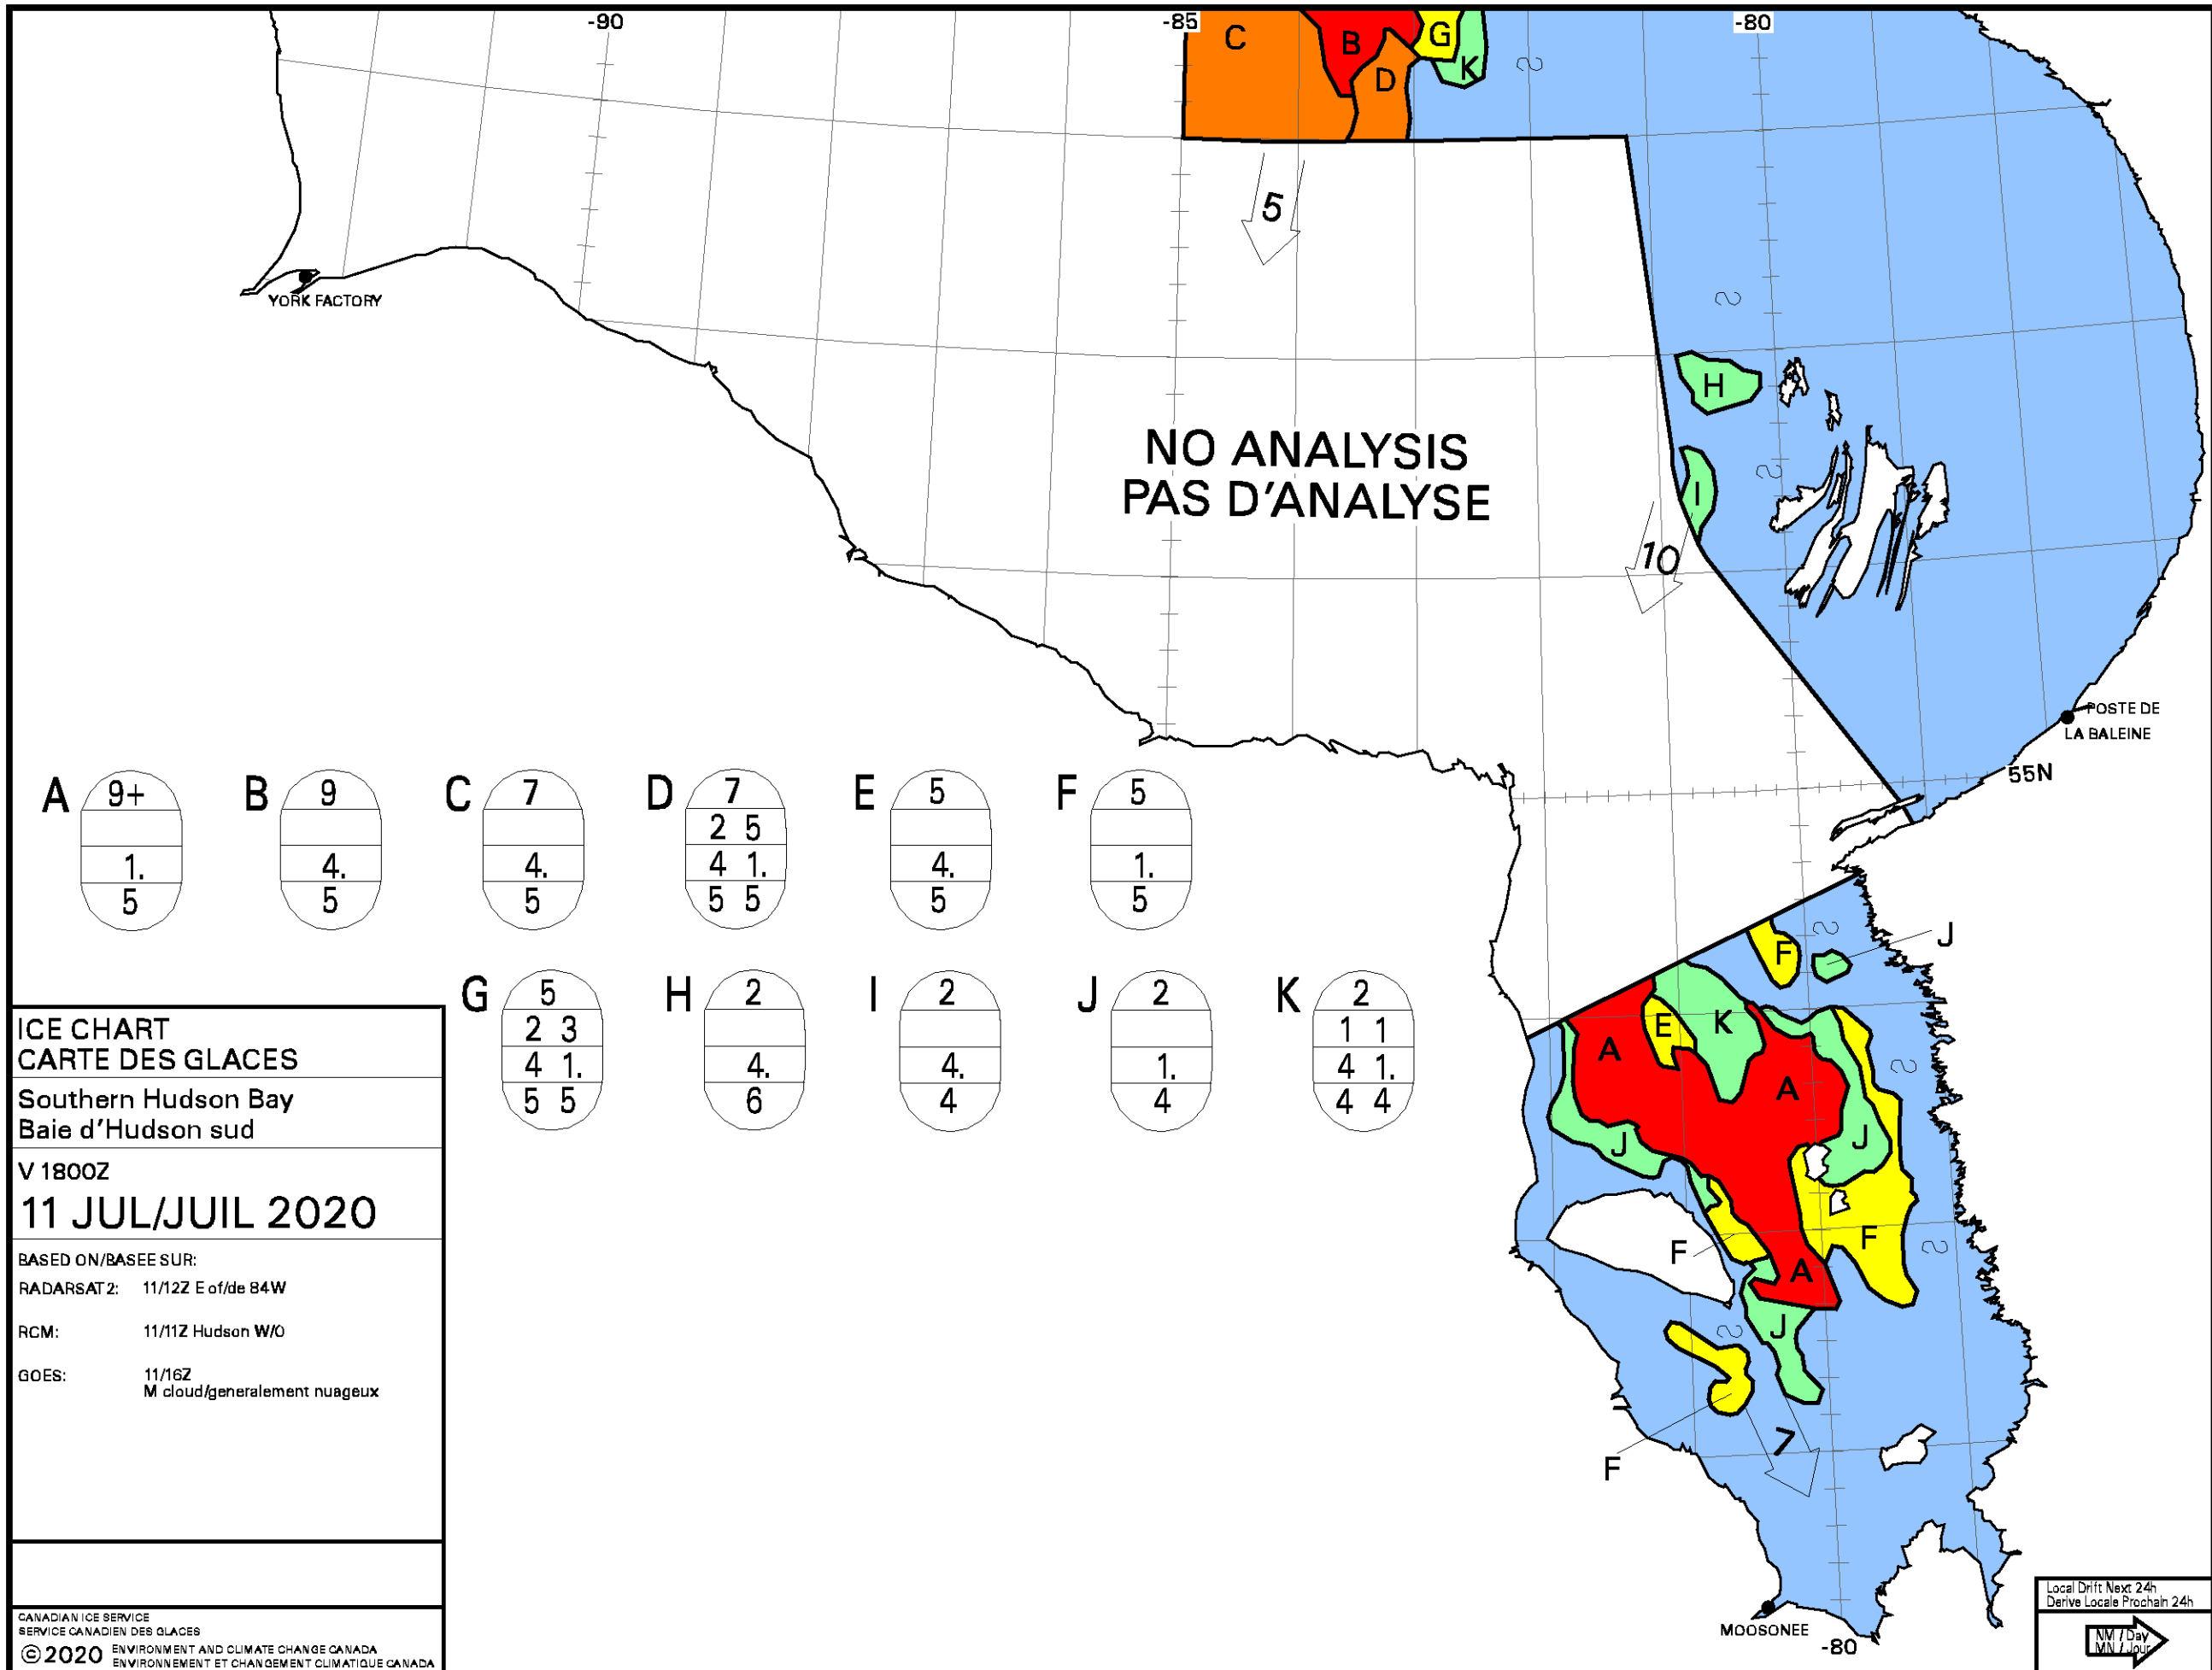 -90
-85
-80
C
B
G
K
D
5
YORK FACTORY
H
NO ANALYSIS
PAS D'ANALYSE
I
10
POSTE DE
LA BALEINE
55N
A
9+
1.
5
B
9
4.
5
C
7
4.
5
D
7
2 5
4 1.
5 5
E
5
4.
5
F
5
1.
5
G
5
2 3
4 1.
5 5
H
2
4.
6
I
2
4.
4
J
2
1.
4
K
2
1 1
4 1.
4 4
F
J
E
K
A
A
J
J
F
F
A
J
F
7
MOOSONEE
-80
ICE CHART
CARTE DES GLACES
Southern Hudson Bay
Baie d'Hudson sud
V 1800Z
11 JUL/JUIL 2020
BASED ON/BASEE SUR:
RADARSAT2: 11/12Z E of/de 84W
RCM: 11/11Z Hudson W/O
GOES: 11/16Z
M cloud/generalement nuageux
CANADIAN ICE SERVICE
SERVICE CANADIEN DES GLACES
©2020 ENVIRONMENT AND CLIMATE CHANGE CANADA
ENVIRONNEMENT ET CHANGEMENT CLIMATIQUE CANADA
Local Drift Next 24h
Derive Locale Prochain 24h
NM / Day
MN / Jour